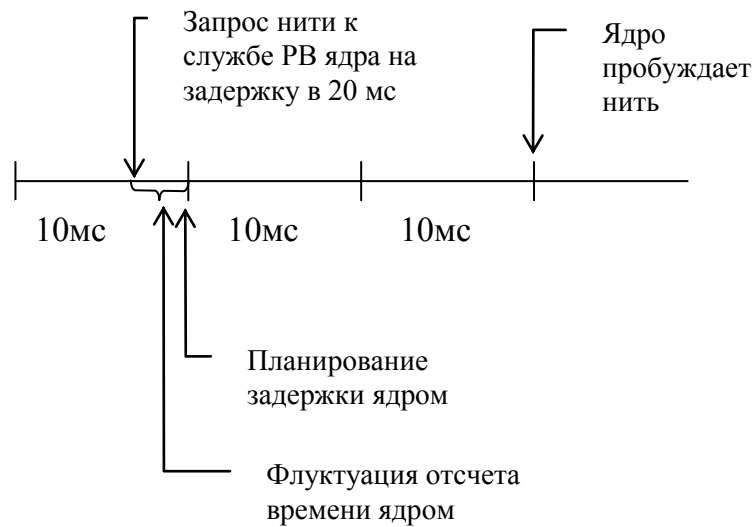 Запрос нити к
службе РВ ядра на
задержку в 20 мс
Ядро
пробуждает
нить
10мс
10мс
10мс
Планирование
задержки ядром
Флуктуация отсчета
времени ядром